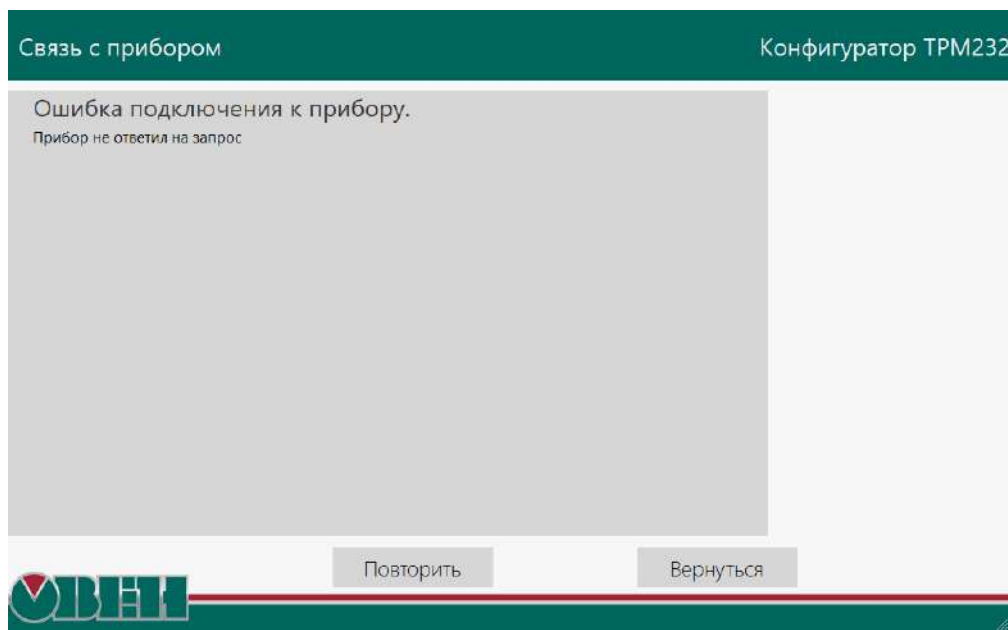 Связь с прибором
Конфигуратор ТРМ232
Ошибка подключения к прибору.
Прибор не ответил на запрос
Повторить
Вернуться
ОВЕН